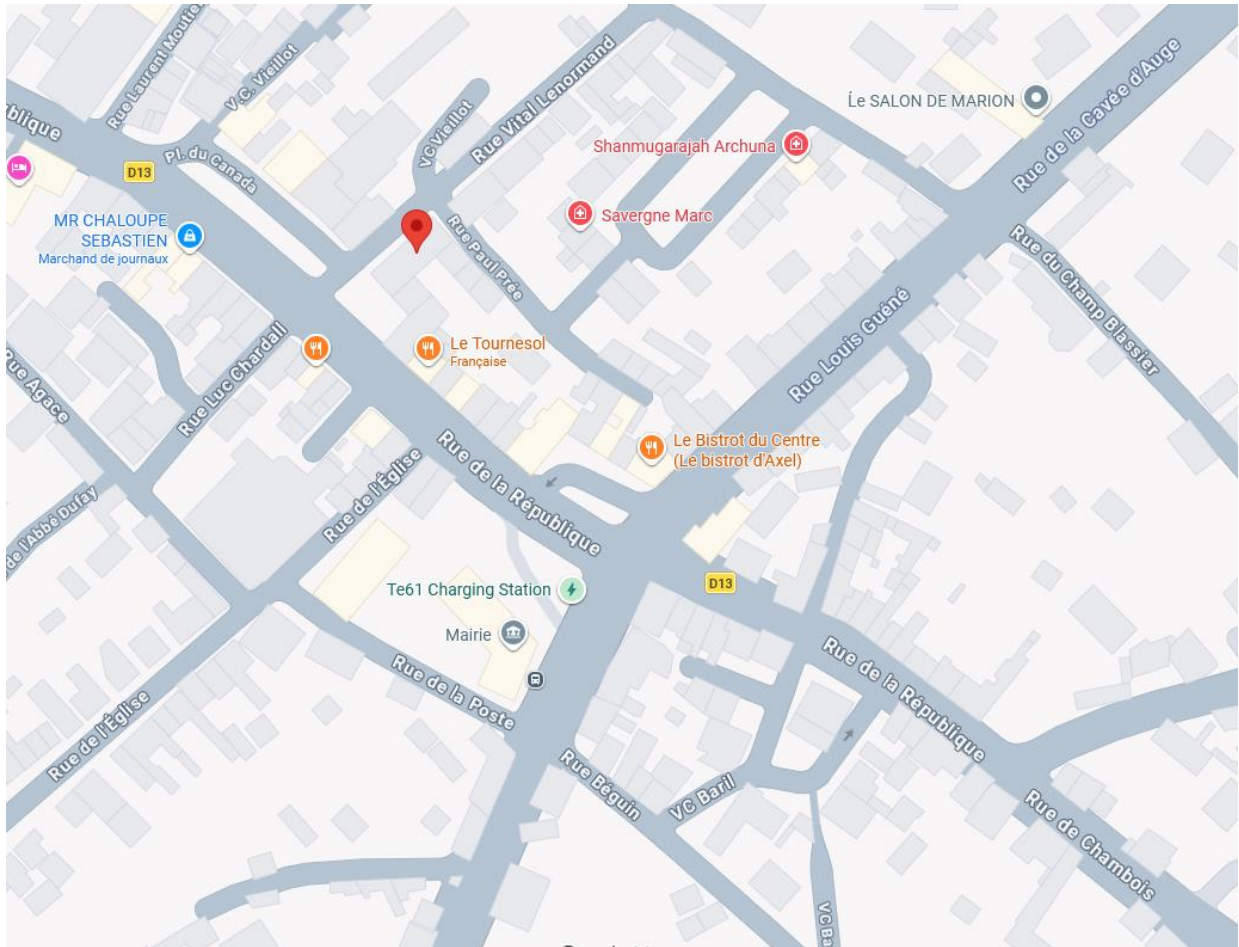 Rue Laurent Moutier
V.C. Vieillot
Rue Vital Lenormand
Rue de la Cavée d'Auge
Le SALON DE MARION
Pl. du Canada
VC Vieillot
Shanmugarajah Archuna
D13
Savergne Marc
MR CHALOUPE
SEBASTIEN
Marchand de journaux
Rue Paul Prée
Rue du Champ Blassier
Rue Luc Chardall
Le Tournesol
Française
Rue Louis Guéné
Rue Agace
Le Bistrot du Centre
(Le bistrot d'Axel)
Rue de la République
Rue de l'Église
de l'Abbé Dufay
Te61 Charging Station
D13
Mairie
Rue de la Poste
Rue de la République
Rue de l'Église
Rue Béguin
VC Baril
Rue de Chambois